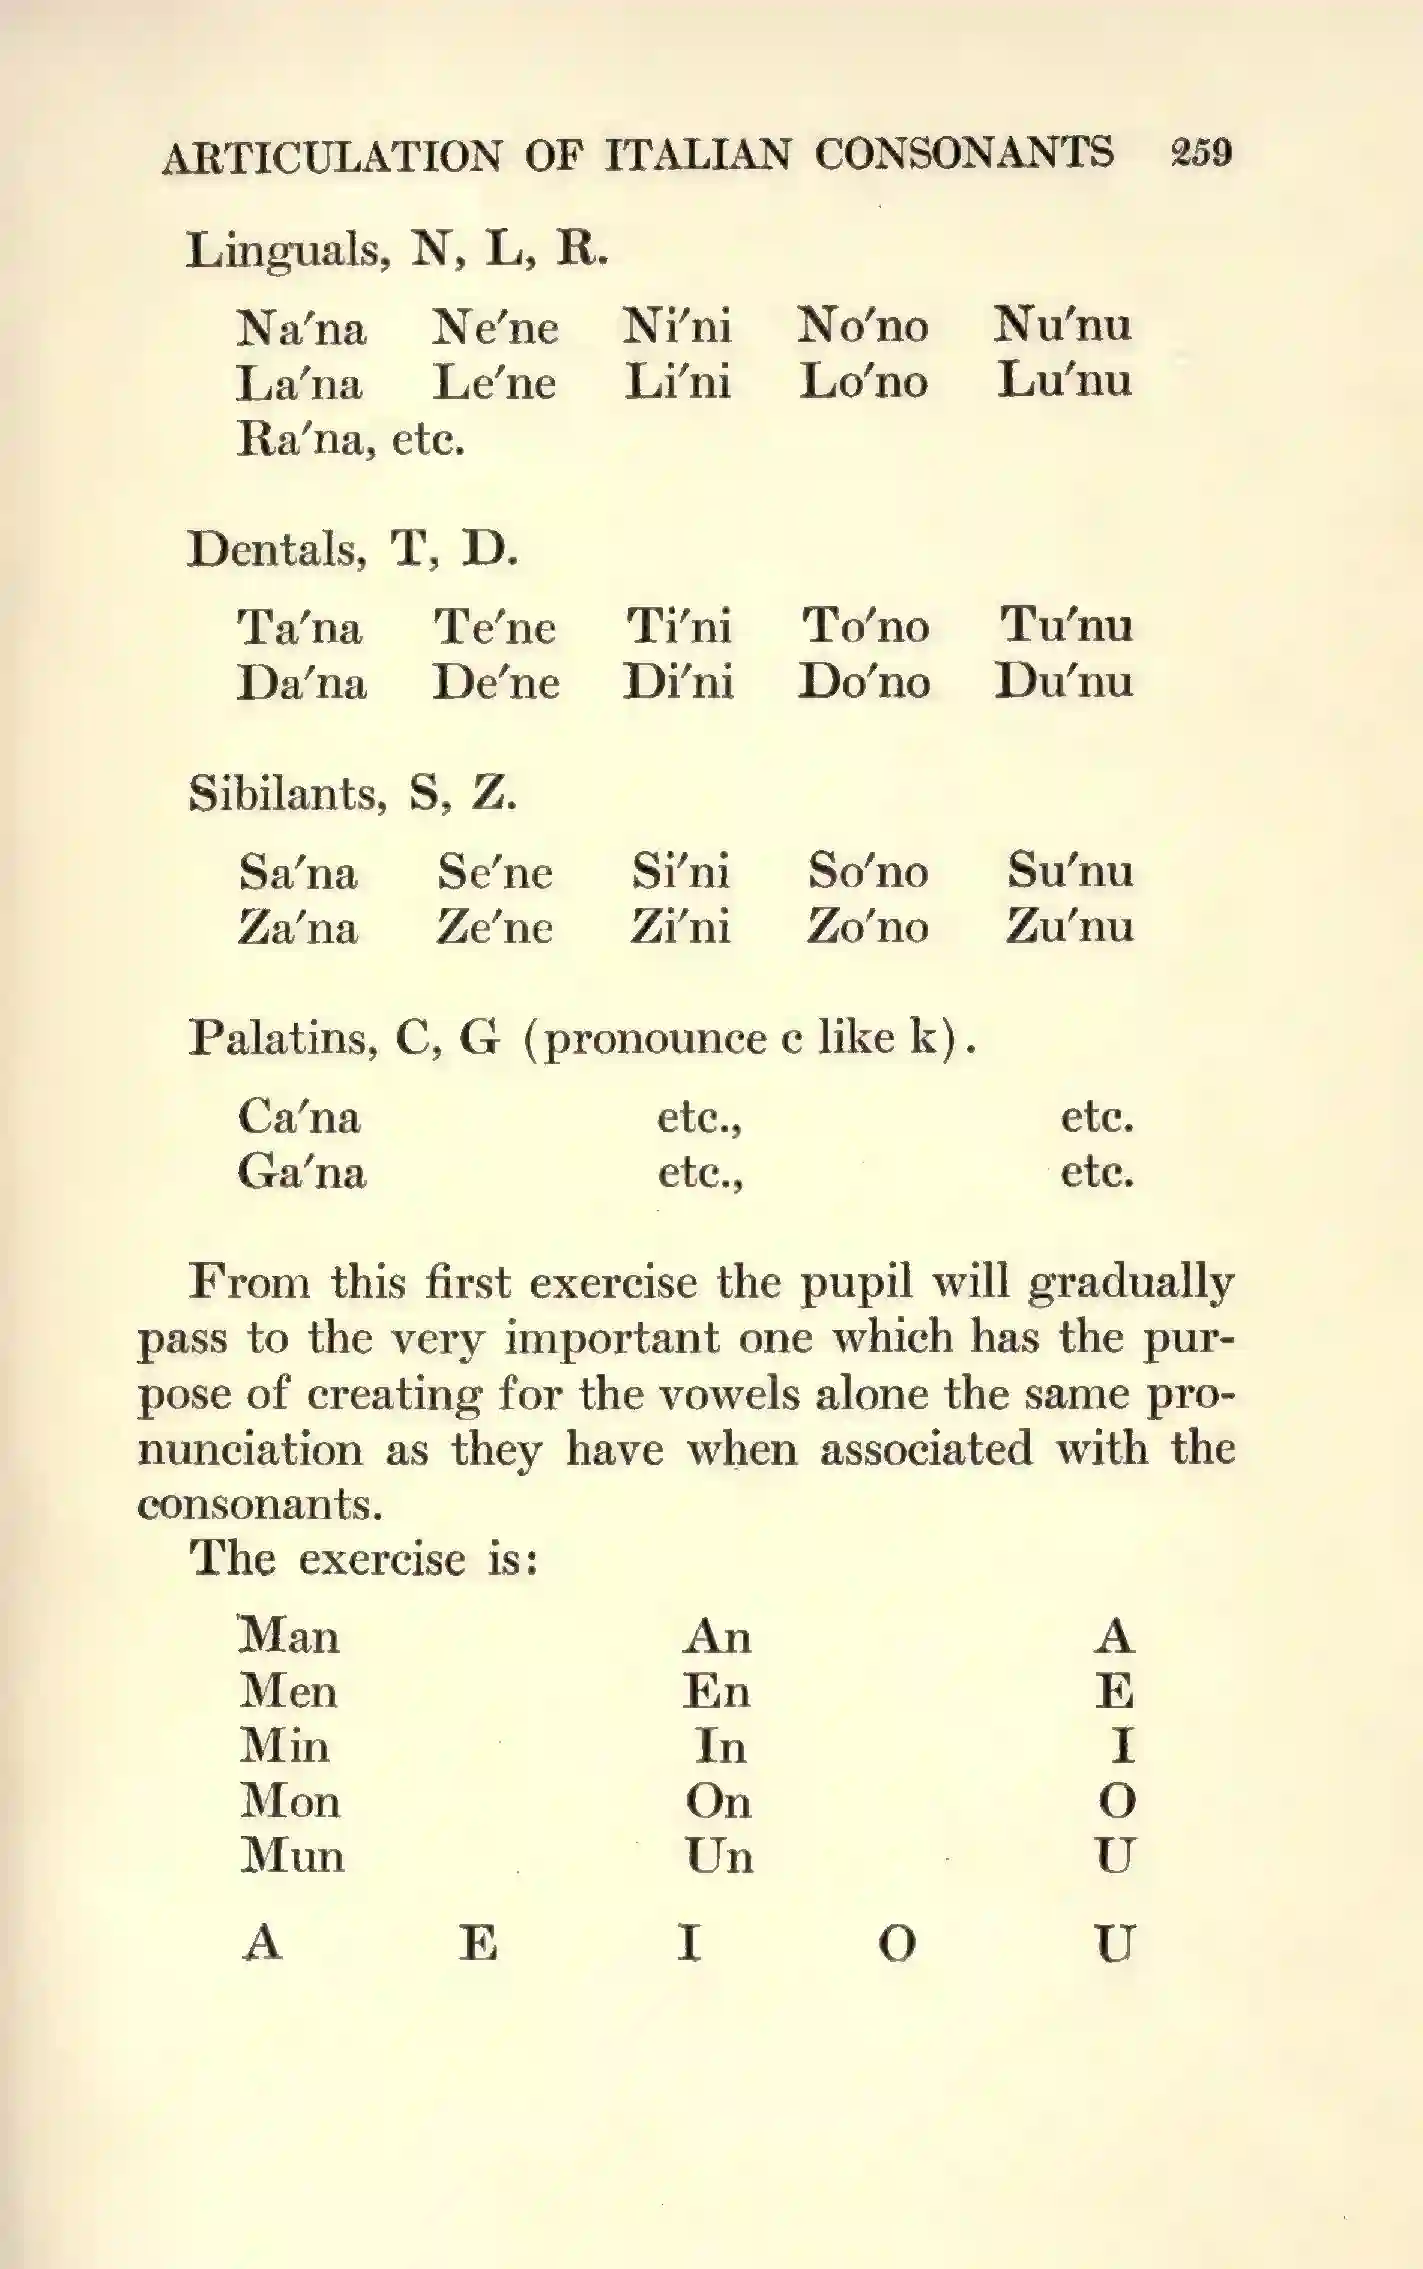 ARTICULATION OF ITALIAN CONSONANTS 259
Linguals, N, L, R.
Na'na Ne'ne Ni'ni No'no Nu'nu
La'na Le'ne Li'ni Lo'no Lu'nu
Ra'na, etc.
Dentals, T, D.
Ta'na Te'ne Ti'ni To'no Tu'nu
Da'na De'ne Di'ni Do'no Du'nu
Sibilants, S, Z.
Sa'na Se'ne Si'ni So'no Su'nu
Za'na Ze'ne Zi'ni Zo'no Zu'nu
Palatins, C, G (pronounce c like k).
Ca'na etc., etc.
Ga'na etc., etc.
From this first exercise the pupil will gradually
pass to the very important one which has the pur-
pose of creating for the vowels alone the same pro-
nunciation as they have when associated with the
consonants.
The exercise is:
Man An A
Men En E
Min In I
Mon On O
Mun Un U
A E I O U